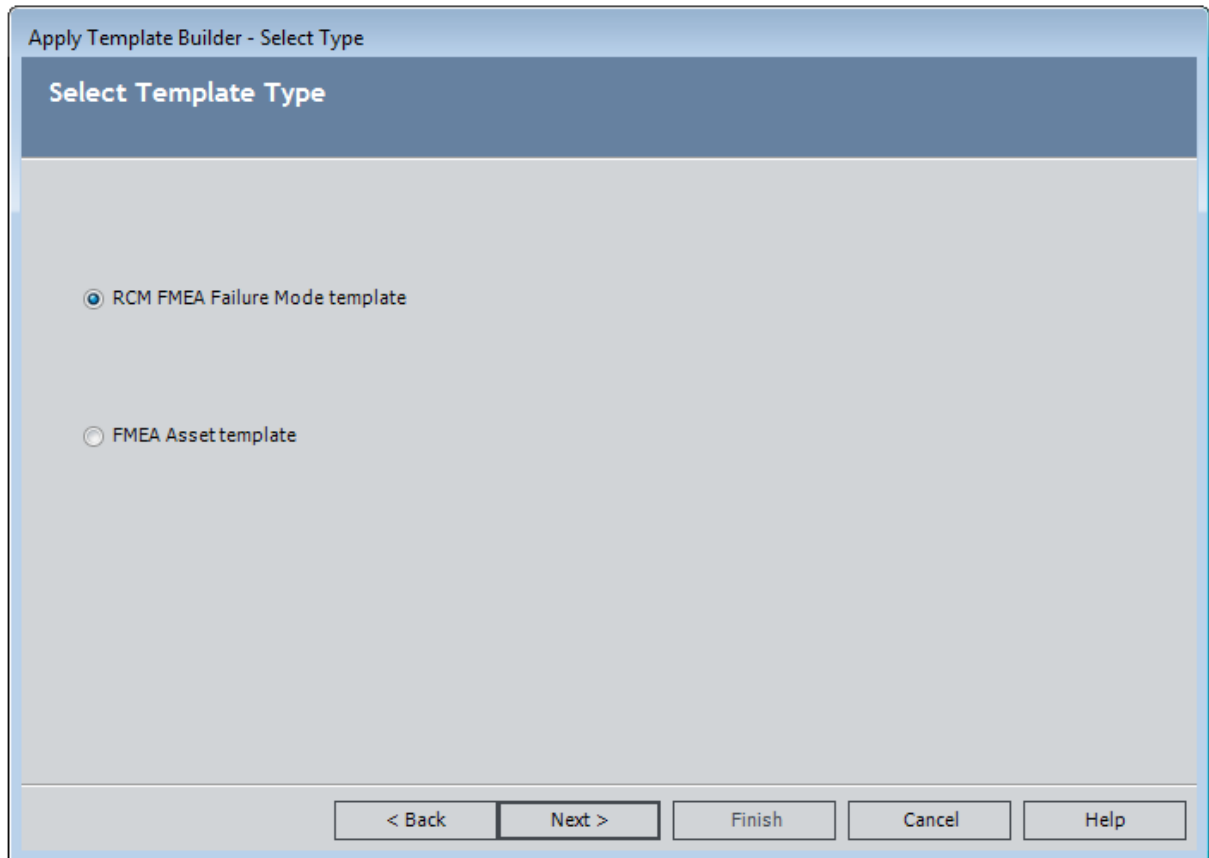 Apply Template Builder - Select Type
Select Template Type
RCM FMEA Failure Mode template
FMEA Asset template
< Back Next > Finish Cancel Help